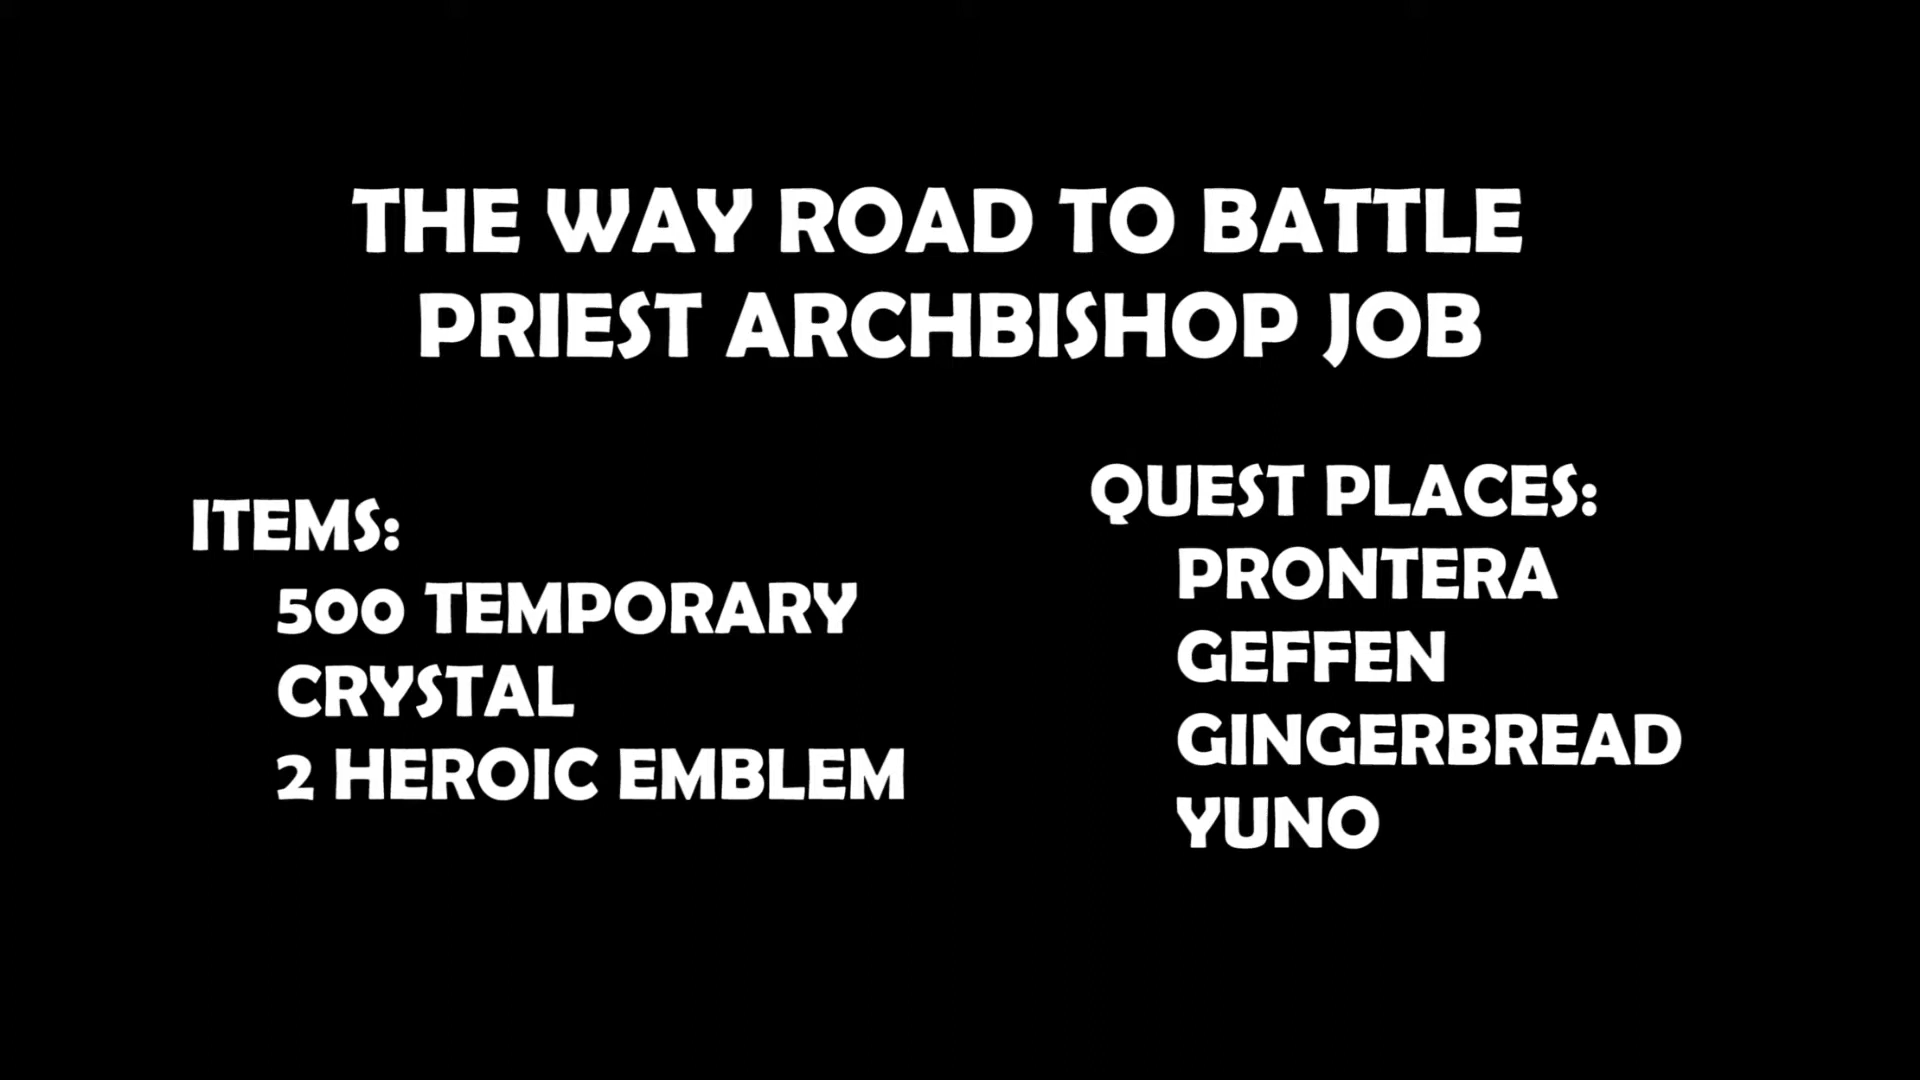 THE WAY ROAD TO BATTLE
PRIEST ARCHBISHOP JOB
ITEMS:
500 TEMPORARY
CRYSTAL
2 HEROIC EMBLEM
QUEST PLACES:
PRONTERA
GEFFEN
GINGERBREAD
YUNO